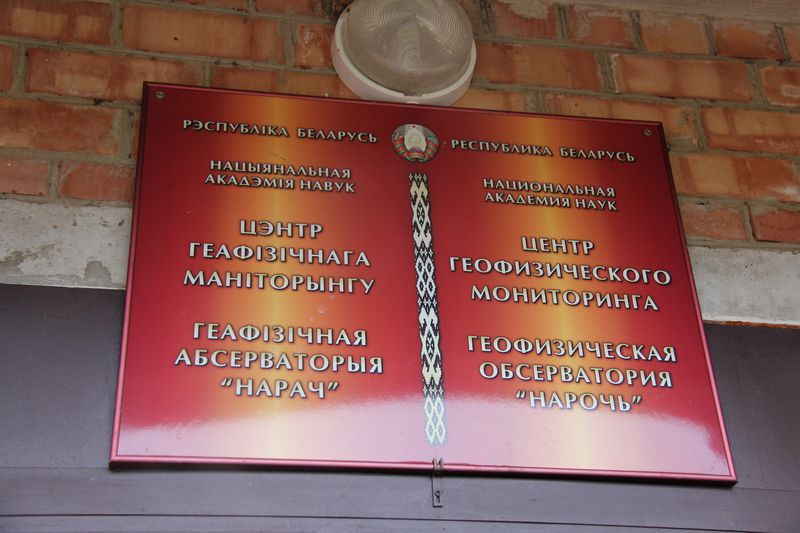 РЭСПУБЛІКА БЕЛАРУСЬ
НАЦЫЯНАЛЬНАЯ
АКАДЭМІЯ НАВУК
ЦЭНТР
ГЕАФІЗІЧНАГА
МАНІТОРЫНГУ
ГЕАФІЗІЧНАЯ
АБСЕРВАТОРЫЯ
“НАРАЧ”
РЕСПУБЛИКА БЕЛАРУСЬ
НАЦИОНАЛЬНАЯ
АКАДЕМИЯ НАУК
ЦЕНТР
ГЕОФИЗИЧЕСКОГО
МОНИТОРИНГА
ГЕОФИЗИЧЕСКАЯ
ОБСЕРВАТОРИЯ
“НАРОЧЬ”